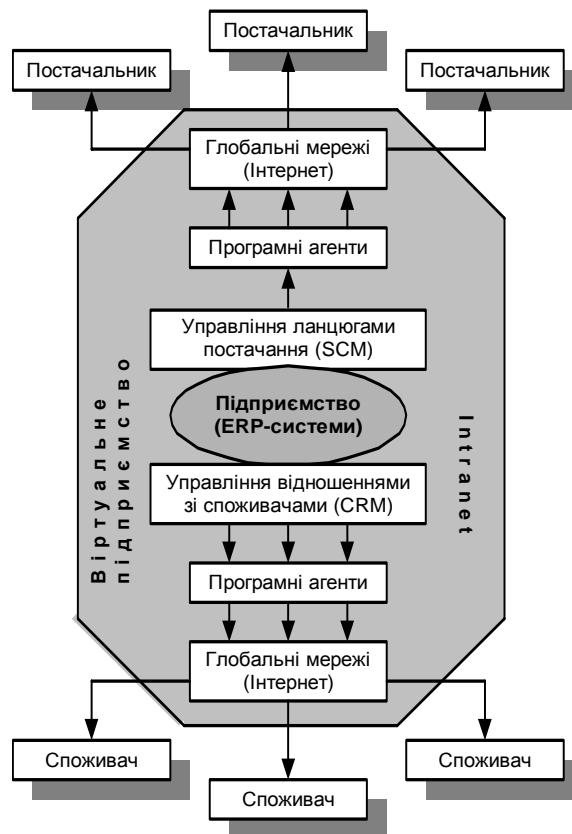 Постачальник
Постачальник
Постачальник
Глобальні мережі
(Інтернет)
Програмні агенти
Управління ланцюгами
постачання (SCM)
Підприємство
(ERP-системи)
Управління відношеннями
зі споживачами (CRM)
Віртуальне
підприємство
Intranet
Програмні агенти
Глобальні мережі
(Інтернет)
Споживач
Споживач
Споживач